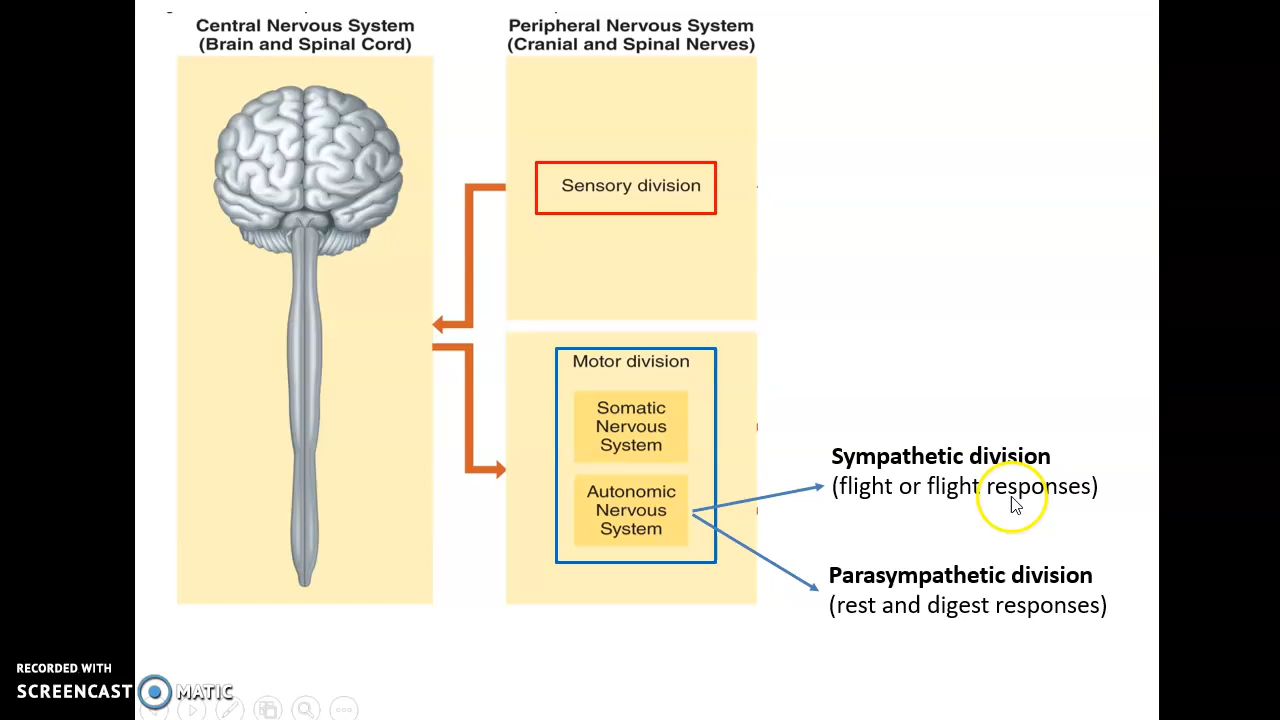 Central Nervous System
(Brain and Spinal Cord)
Peripheral Nervous System
(Cranial and Spinal Nerves)
Sensory division
Motor division
Somatic
Nervous
System
Autonomic
Nervous
System
Sympathetic division
(flight or flight responses)
Parasympathetic division
(rest and digest responses)
RECORDED WITH
SCREENCAST MATIC